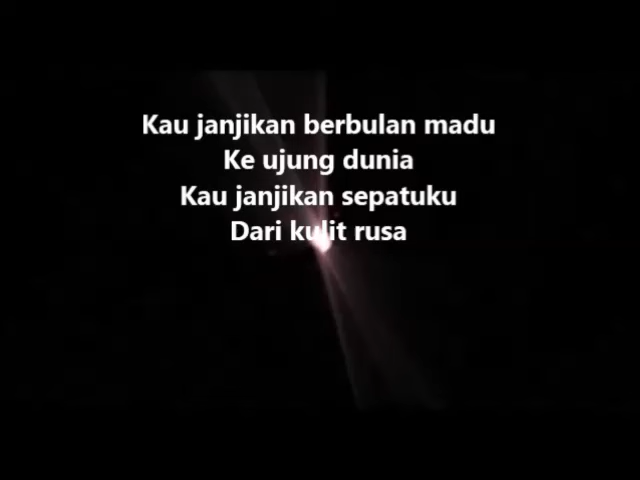 Kau janjikan berbulan madu
Ke ujung dunia
Kau janjikan sepatuku
Dari kulit rusa